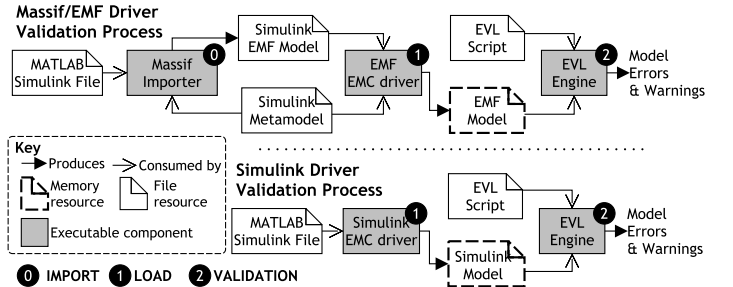 Massif/EMF Driver
Validation Process
MATLAB
Simulink File
Massif
Importer
0
Simulink
EMF Model
Simulink
Metamodel
EMF
EMC driver
1
EVL
Script
EMF
Model
EVL
Engine
2
Model
Errors
& Warnings
Key
Produces
Consumed by
Memory
resource
File
resource
Executable component
0 IMPORT 1 LOAD 2 VALIDATION
Simulink Driver
Validation Process
MATLAB
Simulink File
Simulink
EMC driver
1
EVL
Script
Simulink
Model
EVL
Engine
2
Model
Errors
& Warnings